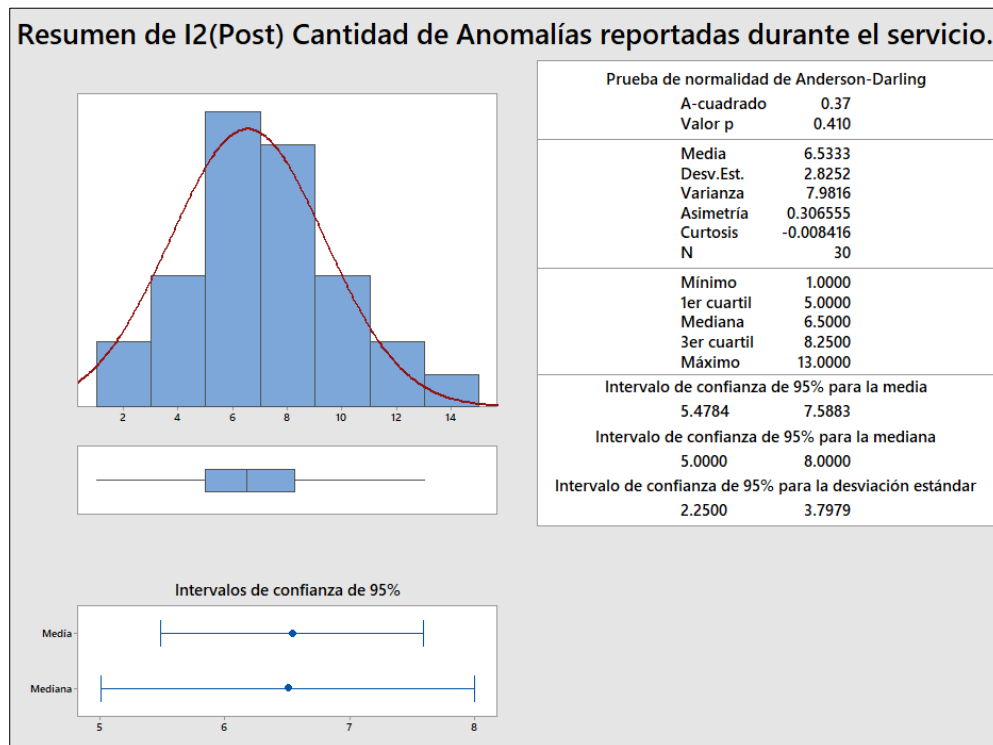 Resumen de I2(Post) Cantidad de Anomalías reportadas durante el servicio.
Prueba de normalidad de Anderson-Darling
A-cuadrado 0.37
Valor p 0.410
Media 6.5333
Desv.Est. 2.8252
Varianza 7.9816
Asimetría 0.306555
Curtosis -0.008416
N 30
Mínimo 1.0000
1er cuartil 5.0000
Mediana 6.5000
3er cuartil 8.2500
Máximo 13.0000
Intervalo de confianza de 95% para la media
5.4784 7.5883
Intervalo de confianza de 95% para la mediana
5.0000 8.0000
Intervalo de confianza de 95% para la desviación estándar
2.2500 3.7979
2 4 6 8 10 12 14
Intervalos de confianza de 95%
Media
Mediana
5 6 7 8